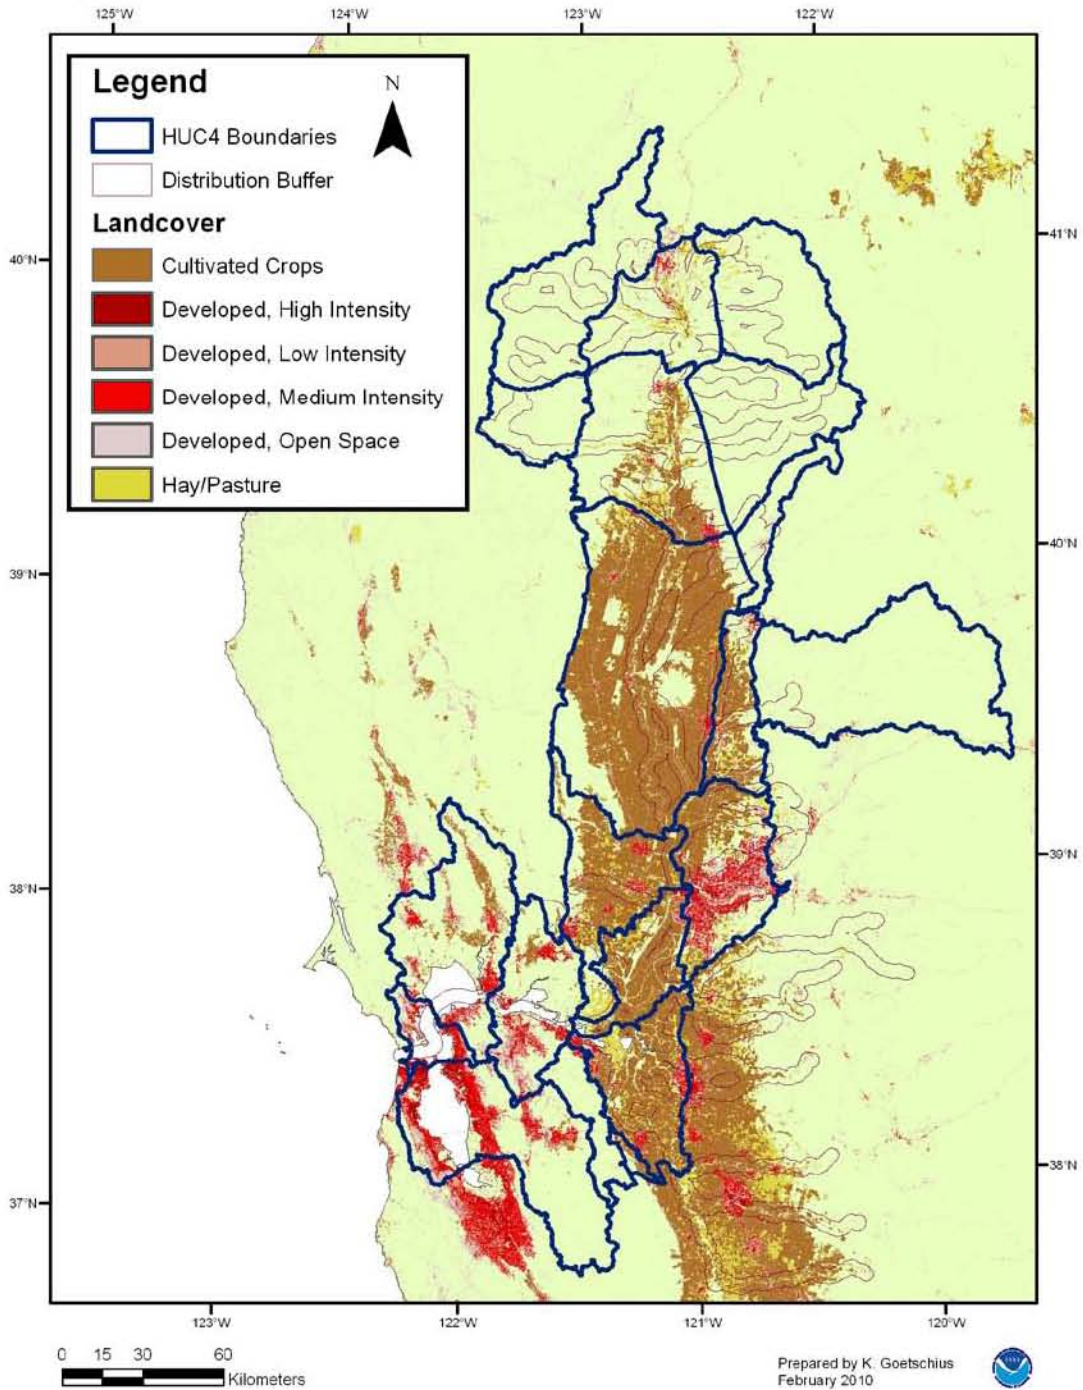 125°W 124°W 123°W 122°W
Legend
N
HUC4 Boundaries
Distribution Buffer
Landcover
Cultivated Crops
Developed, High Intensity
Developed, Low Intensity
Developed, Medium Intensity
Developed, Open Space
Hay/Pasture
41°N
40°N
40°N
39°N
39°N
38°N
38°N
37°N
123°W 122°W 121°W 120°W
0 15 30 60
Kilometers
Prepared by K. Goetschius
February 2010